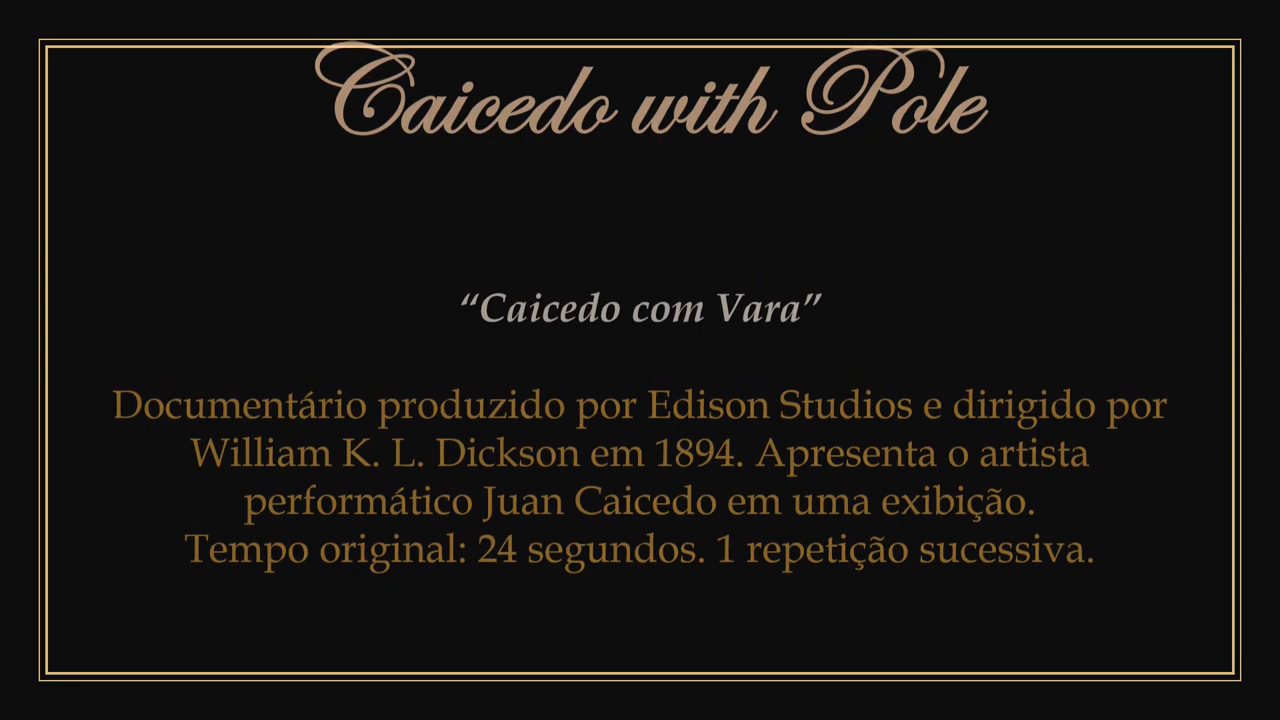 Caicedo with Pole
“Caicedo com Vara”
Documentário produzido por Edison Studios e dirigido por
William K. L. Dickson em 1894. Apresenta o artista
performático Juan Caicedo em uma exibição.
Tempo original: 24 segundos. 1 repetição sucessiva.